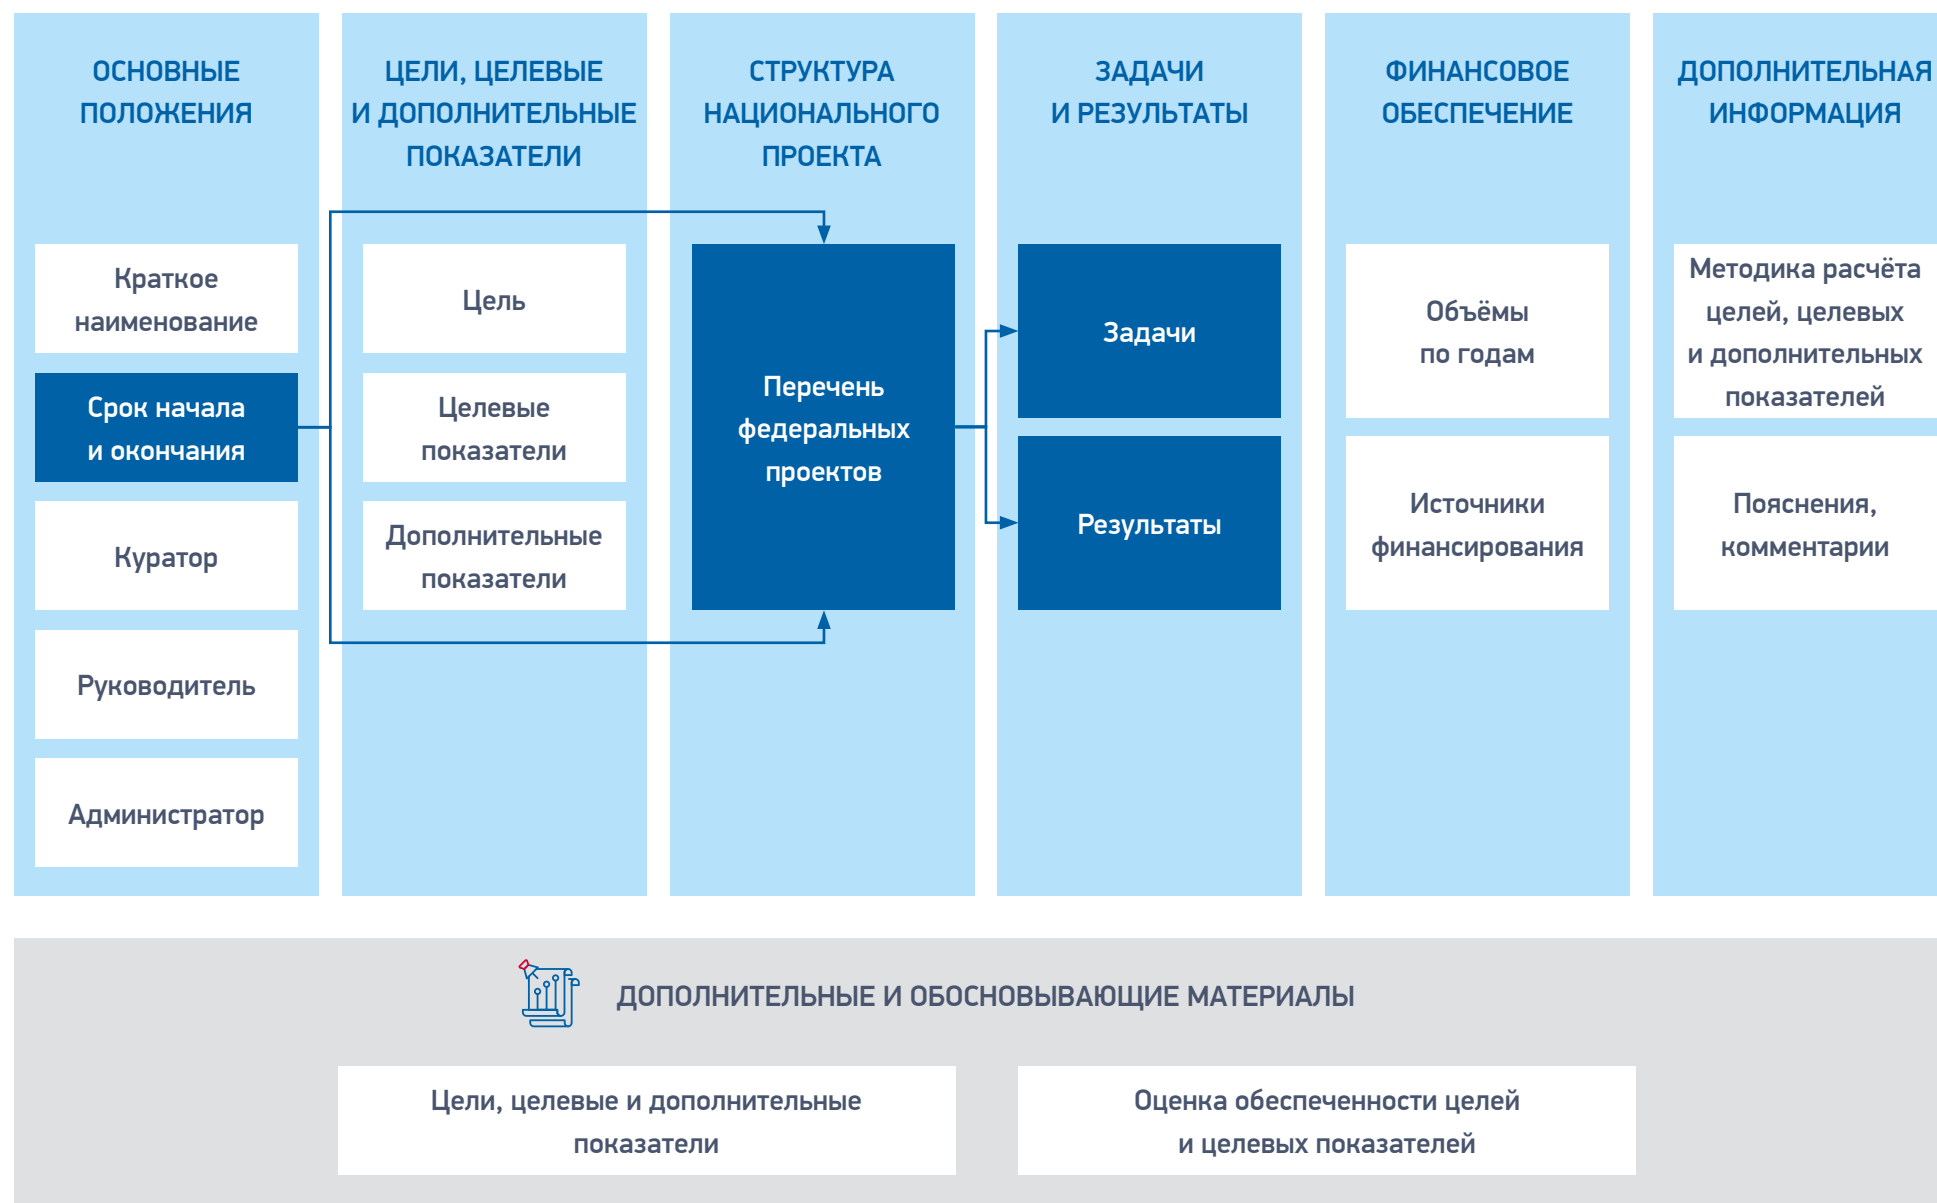 ОСНОВНЫЕ
ПОЛОЖЕНИЯ
Краткое
наименование
Срок начала
и окончания
Куратор
Руководитель
Администратор
ЦЕЛИ, ЦЕЛЕВЫЕ
И ДОПОЛНИТЕЛЬНЫЕ
ПОКАЗАТЕЛИ
Цель
Целевые
показатели
Дополнительные
показатели
СТРУКТУРА
НАЦИОНАЛЬНОГО
ПРОЕКТА
Перечень
федеральных
проектов
ЗАДАЧИ
И РЕЗУЛЬТАТЫ
Задачи
Результаты
ФИНАНСОВОЕ
ОБЕСПЕЧЕНИЕ
Объёмы
по годам
Источники
финансирования
ДОПОЛНИТЕЛЬНАЯ
ИНФОРМАЦИЯ
Методика расчёта
целей, целевых
и дополнительных
показателей
Пояснения,
комментарии
ДОПОЛНИТЕЛЬНЫЕ И ОБОСНОВЫВАЮЩИЕ МАТЕРИАЛЫ
Цели, целевые и дополнительные
показатели
Оценка обеспеченности целей
и целевых показателей